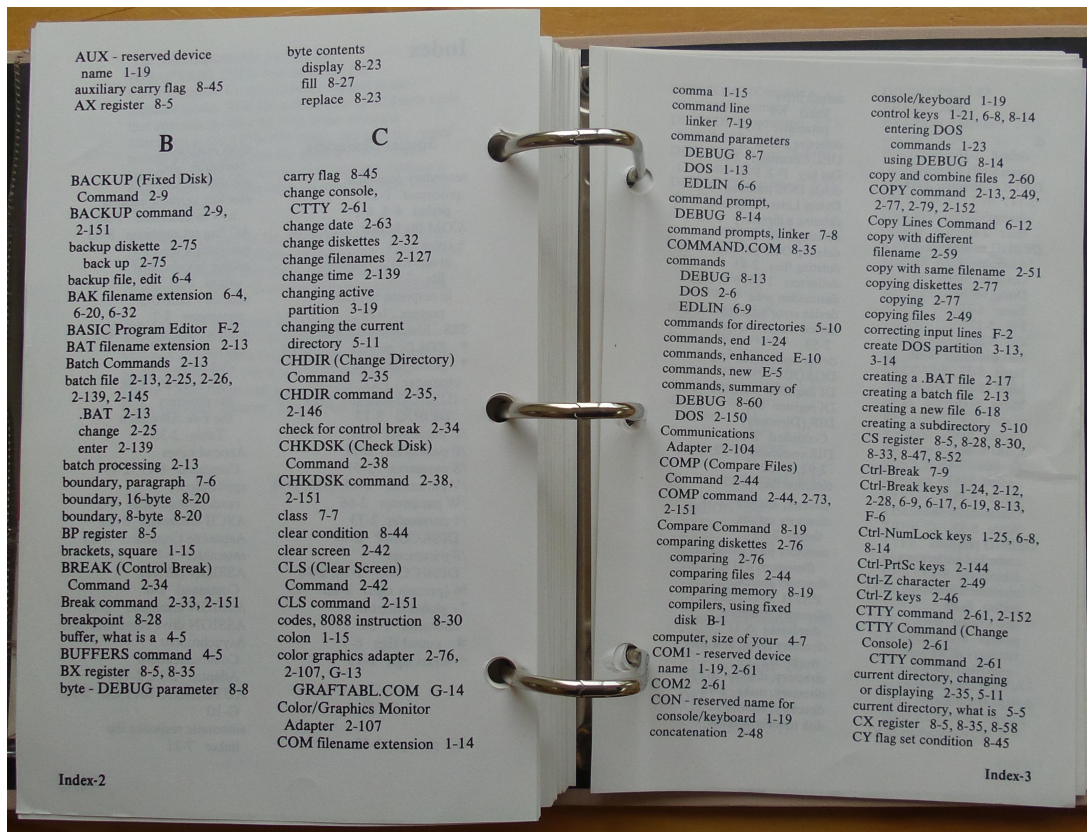 AUX - reserved device
name 1-19
auxiliary carry flag 8-45
AX register 8-5
B
BACKUP (Fixed Disk)
Command 2-9
BACKUP command 2-9,
2-151
backup diskette 2-75
back up 2-75
backup file, edit 6-4
BAK filename extension 6-4,
6-20, 6-32
BASIC Program Editor F-2
BAT filename extension 2-13
Batch Commands 2-13
batch file 2-13, 2-25, 2-26,
2-139, 2-145
.BAT 2-13
change 2-25
enter 2-139
batch processing 2-13
boundary, paragraph 7-6
boundary, 16-byte 8-20
boundary, 8-byte 8-20
BP register 8-5
brackets, square 1-15
BREAK (Control Break)
Command 2-34
Break command 2-33, 2-151
breakpoint 8-28
buffer, what is a 4-5
BUFFERS command 4-5
BX register 8-5, 8-35
byte - DEBUG parameter 8-8
byte contents
display 8-23
fill 8-27
replace 8-23
C
carry flag 8-45
change console,
CTTY 2-61
change date 2-63
change diskettes 2-32
change filenames 2-127
change time 2-139
changing active
partition 3-19
changing the current
directory 5-11
CHDIR (Change Directory)
Command 2-35
CHDIR command 2-35,
2-146
check for control break 2-34
CHKDSK (Check Disk)
Command 2-38
CHKDSK command 2-38,
2-151
class 7-7
clear condition 8-44
clear screen 2-42
CLS (Clear Screen)
Command 2-42
CLS command 2-151
codes, 8088 instruction 8-30
colon 1-15
color graphics adapter 2-76,
2-107, G-13
GRAFTABL.COM G-14
Color/Graphics Monitor
Adapter 2-107
COM filename extension 1-14
Index-2
comma 1-15
command line
linker 7-19
command parameters
DEBUG 8-7
DOS 1-13
EDLIN 6-6
command prompt,
DEBUG 8-14
command prompts, linker 7-8
COMMAND.COM 8-35
commands
DEBUG 8-13
DOS 2-6
EDLIN 6-9
commands for directories 5-10
commands, end 1-24
commands, enhanced E-10
commands, new E-5
commands, summary of
DEBUG 8-60
DOS 2-150
Communications
Adapter 2-104
COMP (Compare Files)
Command 2-44
COMP command 2-44, 2-73,
2-151
Compare Command 8-19
comparing diskettes 2-76
comparing 2-76
comparing files 2-44
comparing memory 8-19
compilers, using fixed
disk B-1
computer, size of your 4-7
COM1 - reserved device
name 1-19, 2-61
COM2 2-61
CON - reserved name for
console/keyboard 1-19
concatenation 2-48
console/keyboard 1-19
control keys 1-21, 6-8, 8-14
entering DOS
commands 1-23
using DEBUG 8-14
copy and combine files 2-60
COPY command 2-13, 2-49,
2-77, 2-79, 2-152
Copy Lines Command 6-12
copy with different
filename 2-59
copy with same filename 2-51
copying diskettes 2-77
copying 2-77
copying files 2-49
correcting input lines F-2
create DOS partition 3-13,
3-14
creating a .BAT file 2-17
creating a batch file 2-13
creating a new file 6-18
creating a subdirectory 5-10
CS register 8-5, 8-28, 8-30,
8-33, 8-47, 8-52
Ctrl-Break 7-9
Ctrl-Break keys 1-24, 2-12,
2-28, 6-9, 6-17, 6-19, 8-13,
F-6
Ctrl-NumLock keys 1-25, 6-8,
8-14
Ctrl-PrtSc keys 2-144
Ctrl-Z character 2-49
Ctrl-Z keys 2-46
CTTY command 2-61, 2-152
CTTY Command (Change
Console) 2-61
CTTY command 2-61
current directory, changing
or displaying 2-35, 5-11
current directory, what is 5-5
CX register 8-5, 8-35, 8-58
CY flag set condition 8-45
Index-3